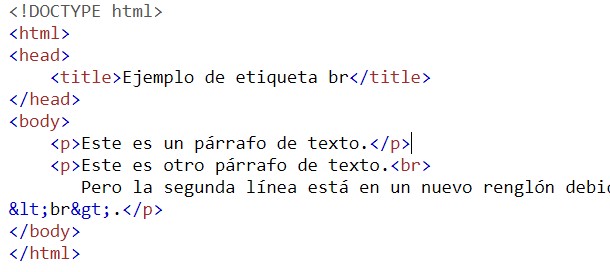 <!DOCTYPE html>
<html>
<head>
    <title>Ejemplo de etiqueta br</title>
</head>
<body>
    <p>Este es un párrafo de texto.</p>
    <p>Este es otro párrafo de texto.<br>
       Pero la segunda línea está en un nuevo renglón
&lt;br&gt;.</p>
</body>
</html>